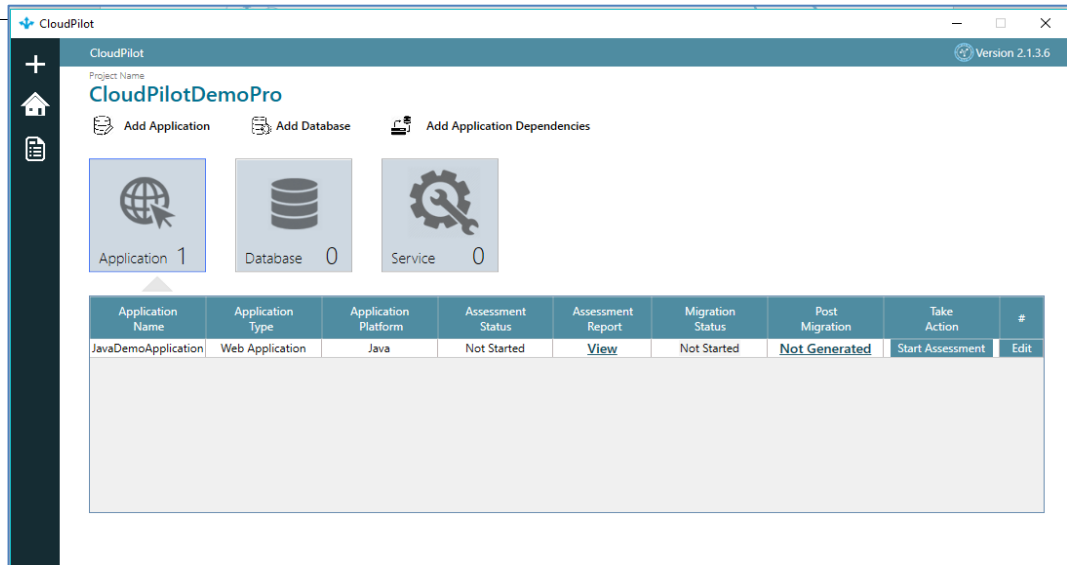 CloudPilot
CloudPilot
Version 2.1.3.6
Project Name
CloudPilotDemoPro
Add Application
Add Database
Add Application Dependencies
Application 1
Database 0
Service 0
Application Name
Application Type
Application Platform
Assessment Status
Assessment Report
Migration Status
Post Migration
Take Action
#
JavaDemoApplication Web Application Java Not Started View Not Started Not Generated Start Assessment Edit